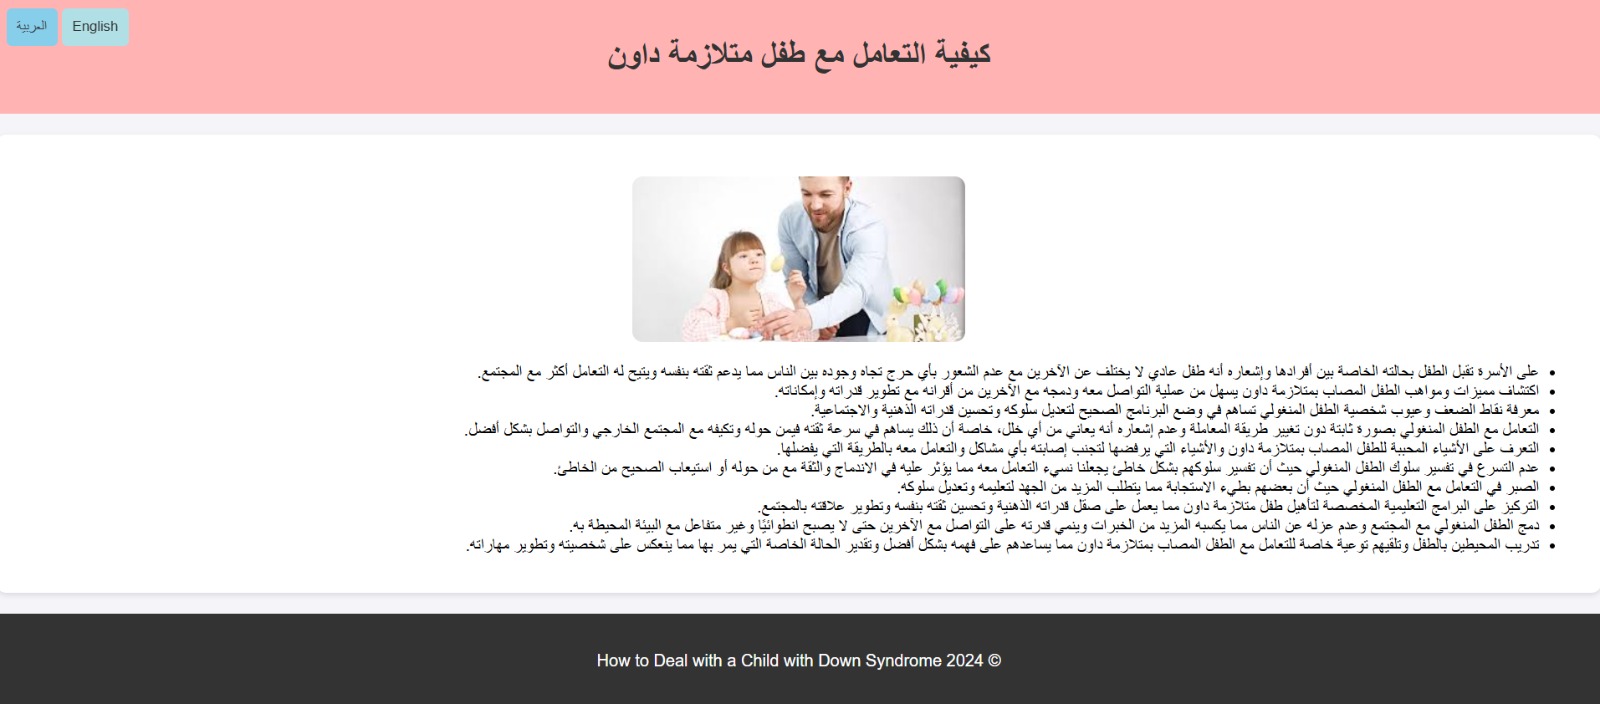 العربية
English
كيفية التعامل مع طفل متلازمة داون
على الأسرة تقبل الطفل بحالته الخاصة بين أفرادها وإشعاره أنه طفل عادي لا يختلف عن الآخرين مع عدم الشعور بأي حرج تجاه وجوده بين الناس مما يدعم ثقته بنفسه ويتيح له التعامل أكثر مع المجتمع.
اكتشاف مميزات ومواهب الطفل المصاب بمتلازمة داون يسهل من عملية التواصل معه ودمجه مع الآخرين من أقرانه مع تطوير قدراته وإمكاناته.
معرفة نقاط الضعف وعيوب شخصية الطفل المنغولي تساهم في وضع البرنامج الصحيح لتعديل سلوكه وتحسين قدراته الذهنية والاجتماعية.
التعامل مع الطفل المنغولي بصورة ثابتة دون تغيير طريقة المعاملة وعدم إشعاره أنه يعاني من أي خلل، خاصة أن ذلك يساهم في سرعة ثقته فيمن حوله وتكيفه مع المجتمع الخارجي والتواصل بشكل أفضل.
التعرف على الأشياء المحببة للطفل المصاب بمتلازمة داون والأشياء التي يرفضها لتجنب إصابته بأي مشاكل والتعامل معه بالطريقة التي يفضلها.
عدم التسرع في تفسير سلوك الطفل المنغولي حيث أن تفسير سلوكهم بشكل خاطئ يجعلنا نسيء التعامل معه مما يؤثر عليه في الاندماج والثقة مع من حوله أو استيعاب الصحيح من الخاطئ.
الصبر في التعامل مع الطفل المنغولي حيث أن بعضهم بطيء الاستجابة مما يتطلب المزيد من الجهد لتعليمه وتعديل سلوكه.
التركيز على البرامج التعليمية المخصصة لتأهيل طفل متلازمة داون مما يعمل على صقل قدراته الذهنية وتحسين ثقته بنفسه وتطوير علاقته بالمجتمع.
دمج الطفل المنغولي مع المجتمع وعدم عزله عن الناس مما يكسبه المزيد من الخبرات وينمي قدرته على التواصل مع الآخرين حتى لا يصبح انطوائيًا وغير متفاعل مع البيئة المحيطة به.
تدريب المحيطين بالطفل وتلقيهم توعية خاصة للتعامل مع الطفل المصاب بمتلازمة داون مما يساعدهم على فهمه بشكل أفضل وتقدير الحالة الخاصة التي يمر بها مما ينعكس على شخصيته وتطوير مهاراته.
How to Deal with a Child with Down Syndrome 2024 ©